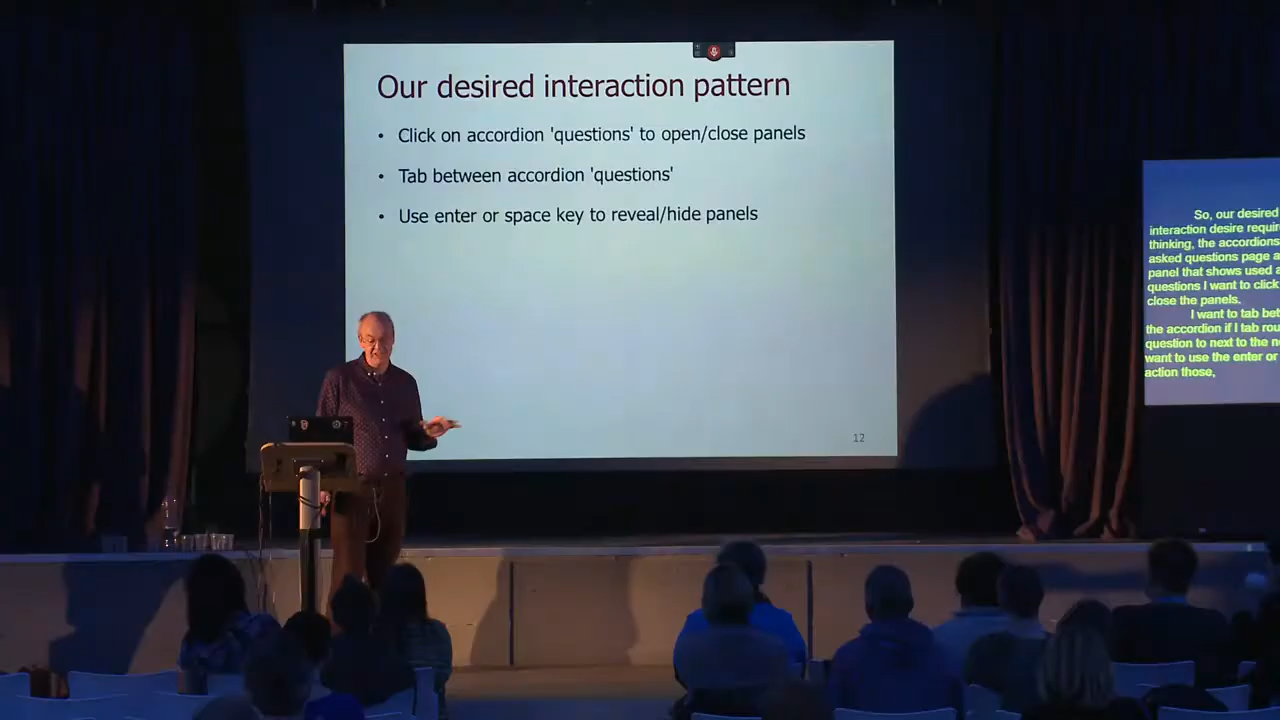 Our desired interaction pattern
• Click on accordion 'questions' to open/close panels
• Tab between accordion 'questions'
• Use enter or space key to reveal/hide panels
12
So, our desired
interaction desire
thinking, the accordions
asked questions page
panel that shows used
questions I want to click
close the panels.
I want to tab
the accordion if I tab
question to next to the
want to use the enter or
action those,